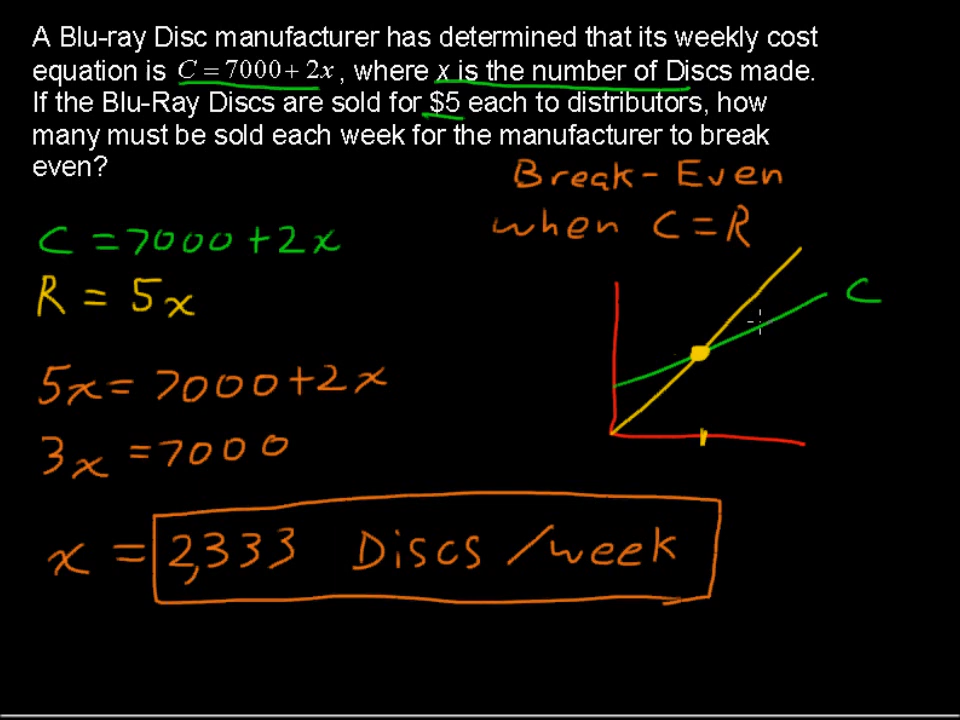 A Blu-ray Disc manufacturer has determined that its weekly cost
equation is C = 7000 + 2x , where x is the number of Discs made.
If the Blu-Ray Discs are sold for $5 each to distributors, how
many must be sold each week for the manufacturer to break
even?
Break-Even
when C = R
C = 7000 + 2x
R = 5x
C
5x = 7000 + 2x
3x = 7000
x = 2,333 Discs/week